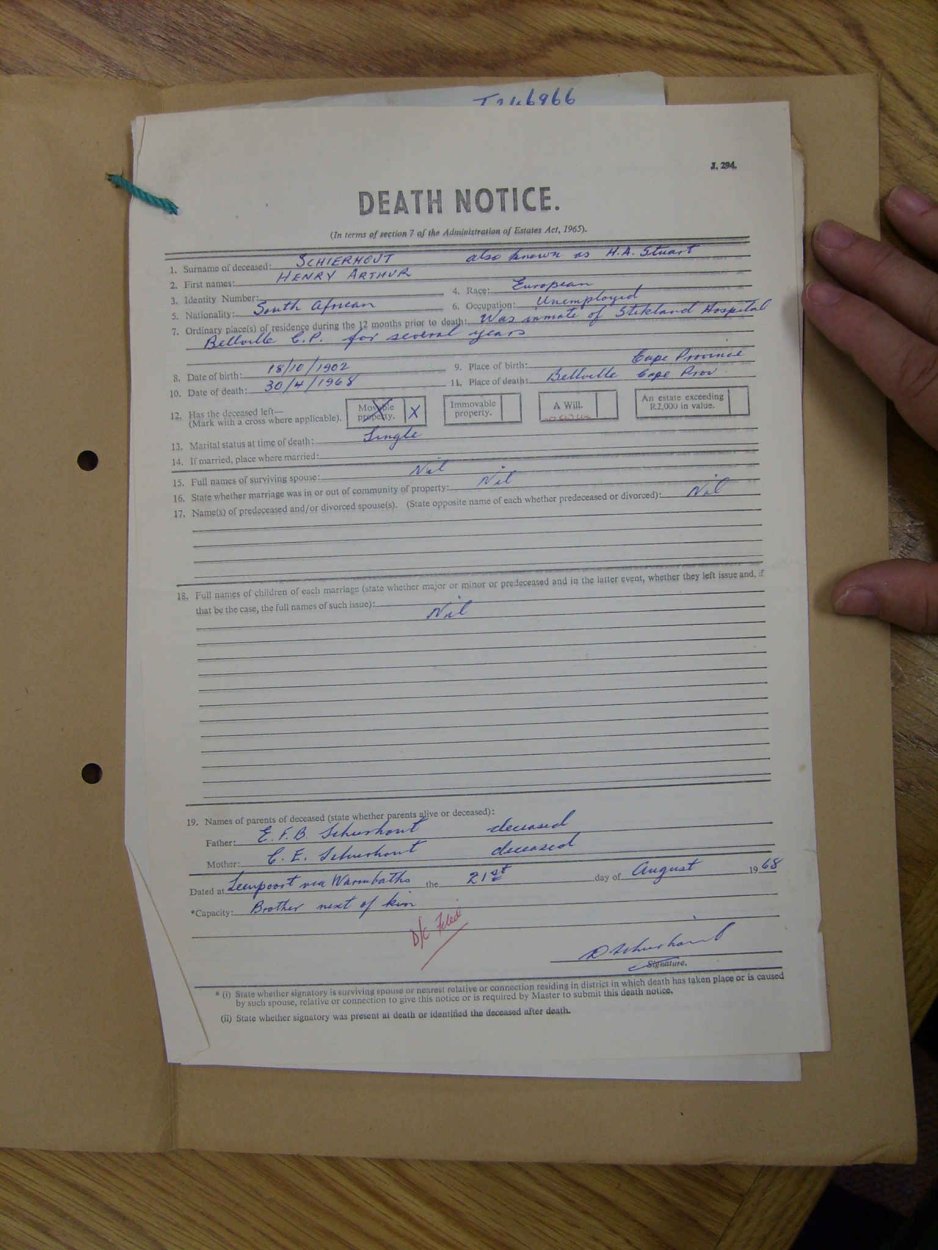 J. 294.
DEATH NOTICE.
(In terms of section 7 of the Administration of Estates Act, 1965).
1. Surname of deceased: SCHIERHOUT also known as H.A. Stuart
2. First names: HENRY ARTHUR
3. Identity Number: 4. Race: European
5. Nationality: South African 6. Occupation: Unemployed
7. Ordinary place(s) of residence during the 12 months prior to death: Was inmate of Stikland Hospital
Bellville C.P. for several years
8. Date of birth: 18/10/1902 9. Place of birth: Cape Province
10. Date of death: 30/4/1968 11. Place of death: Bellville Cape Prov
12. Has the deceased left—
(Mark with a cross where applicable). Movable property. X Immovable property. A Will. An estate exceeding R2,000 in value.
13. Marital status at time of death: Single
14. If married, place where married:
15. Full names of surviving spouse: Nil
16. State whether marriage was in or out of community of property: Nil
17. Name(s) of predeceased and/or divorced spouse(s). (State opposite name of each whether predeceased or divorced): Nil
18. Full names of children of each marriage (state whether major or minor or predeceased and in the latter event, whether they left issue and, if
that be the case, the full names of such issue): Nil
19. Names of parents of deceased (state whether parents alive or deceased):
Father: E.F.B Schierhout deceased
Mother: C.E. Schierhout deceased
Dated at Leeupoort via Warmbaths the 21st day of August 1968
*Capacity: Brother next of kin
D/C Filed
Signature.
* (i) State whether signatory is surviving spouse or nearest relative or connection residing in district in which death has taken place or is caused
by such spouse, relative or connection to give this notice or is required by Master to submit this death notice.
(ii) State whether signatory was present at death or identified the deceased after death.